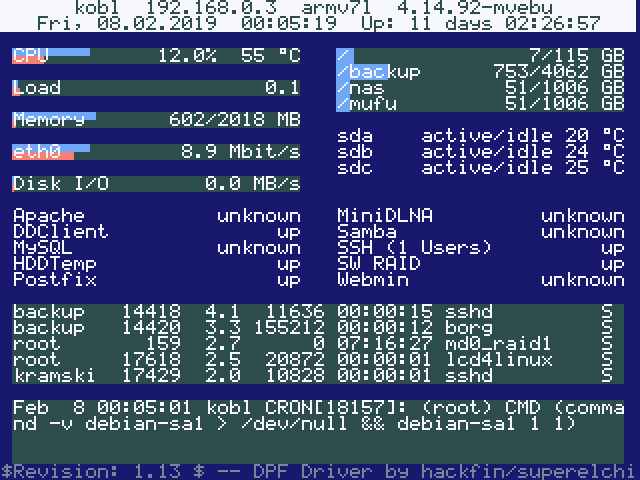 kobl 192.168.0.3 armv7l 4.14.92-mvebu
Fri, 08.02.2019 00:05:19 Up: 11 days 02:26:57
CPU 12.0% 55 °C
Load 0.1
Memory 602/2018 MB
eth0 8.9 Mbit/s
Disk I/O 0.0 MB/s
/ 7/115 GB
/backup 753/4062 GB
/nas 51/1006 GB
/mufu 51/1006 GB
sda active/idle 20 °C
sdb active/idle 24 °C
sdc active/idle 25 °C
Apache unknown
DDClient up
MySQL unknown
HDDTemp up
Postfix up
MiniDLNA unknown
Samba unknown
SSH (1 Users) up
SW RAID up
Webmin unknown
backup 14418 4.1 11636 00:00:15 sshd S
backup 14420 3.3 155212 00:00:12 borg S
root 159 2.7 0 07:16:27 md0_raid1 S
root 17618 2.5 20872 00:00:01 lcd4linux S
kramski 17429 2.0 10828 00:00:01 sshd S
Feb 8 00:05:01 kobl CRON[18157]: (root) CMD (comma
nd -v debian-sa1 > /dev/null && debian-sa1 1 1)
$Revision: 1.13 $ -- DPF Driver by hackfin/superelchi